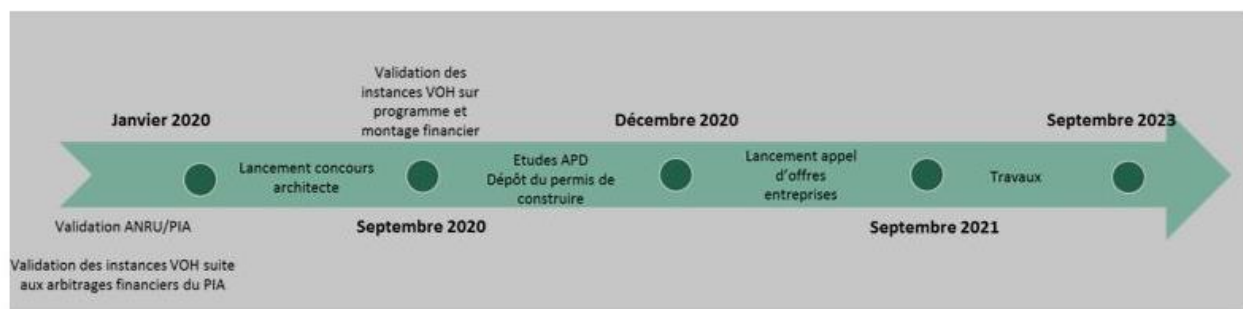 Validation des
instances VOH sur
programme et
montage financier
Janvier 2020
Décembre 2020
Septembre 2023
Lancement concours
architecte
Etudes APD
Dépôt du permis de
construire
Lancement appel
d'offres
entreprises
Travaux
Validation ANRU/PIA
Septembre 2020
Septembre 2021
Validation des instances VOH suite
aux arbitrages financiers du PIA